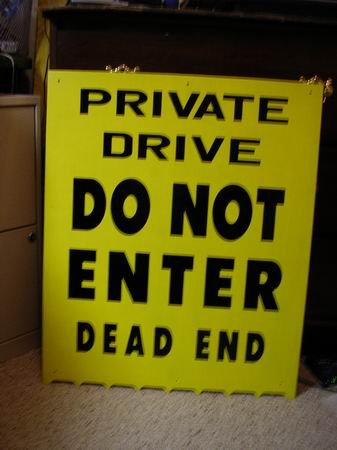 PRIVATE
DRIVE
DO NOT
ENTER
DEAD END